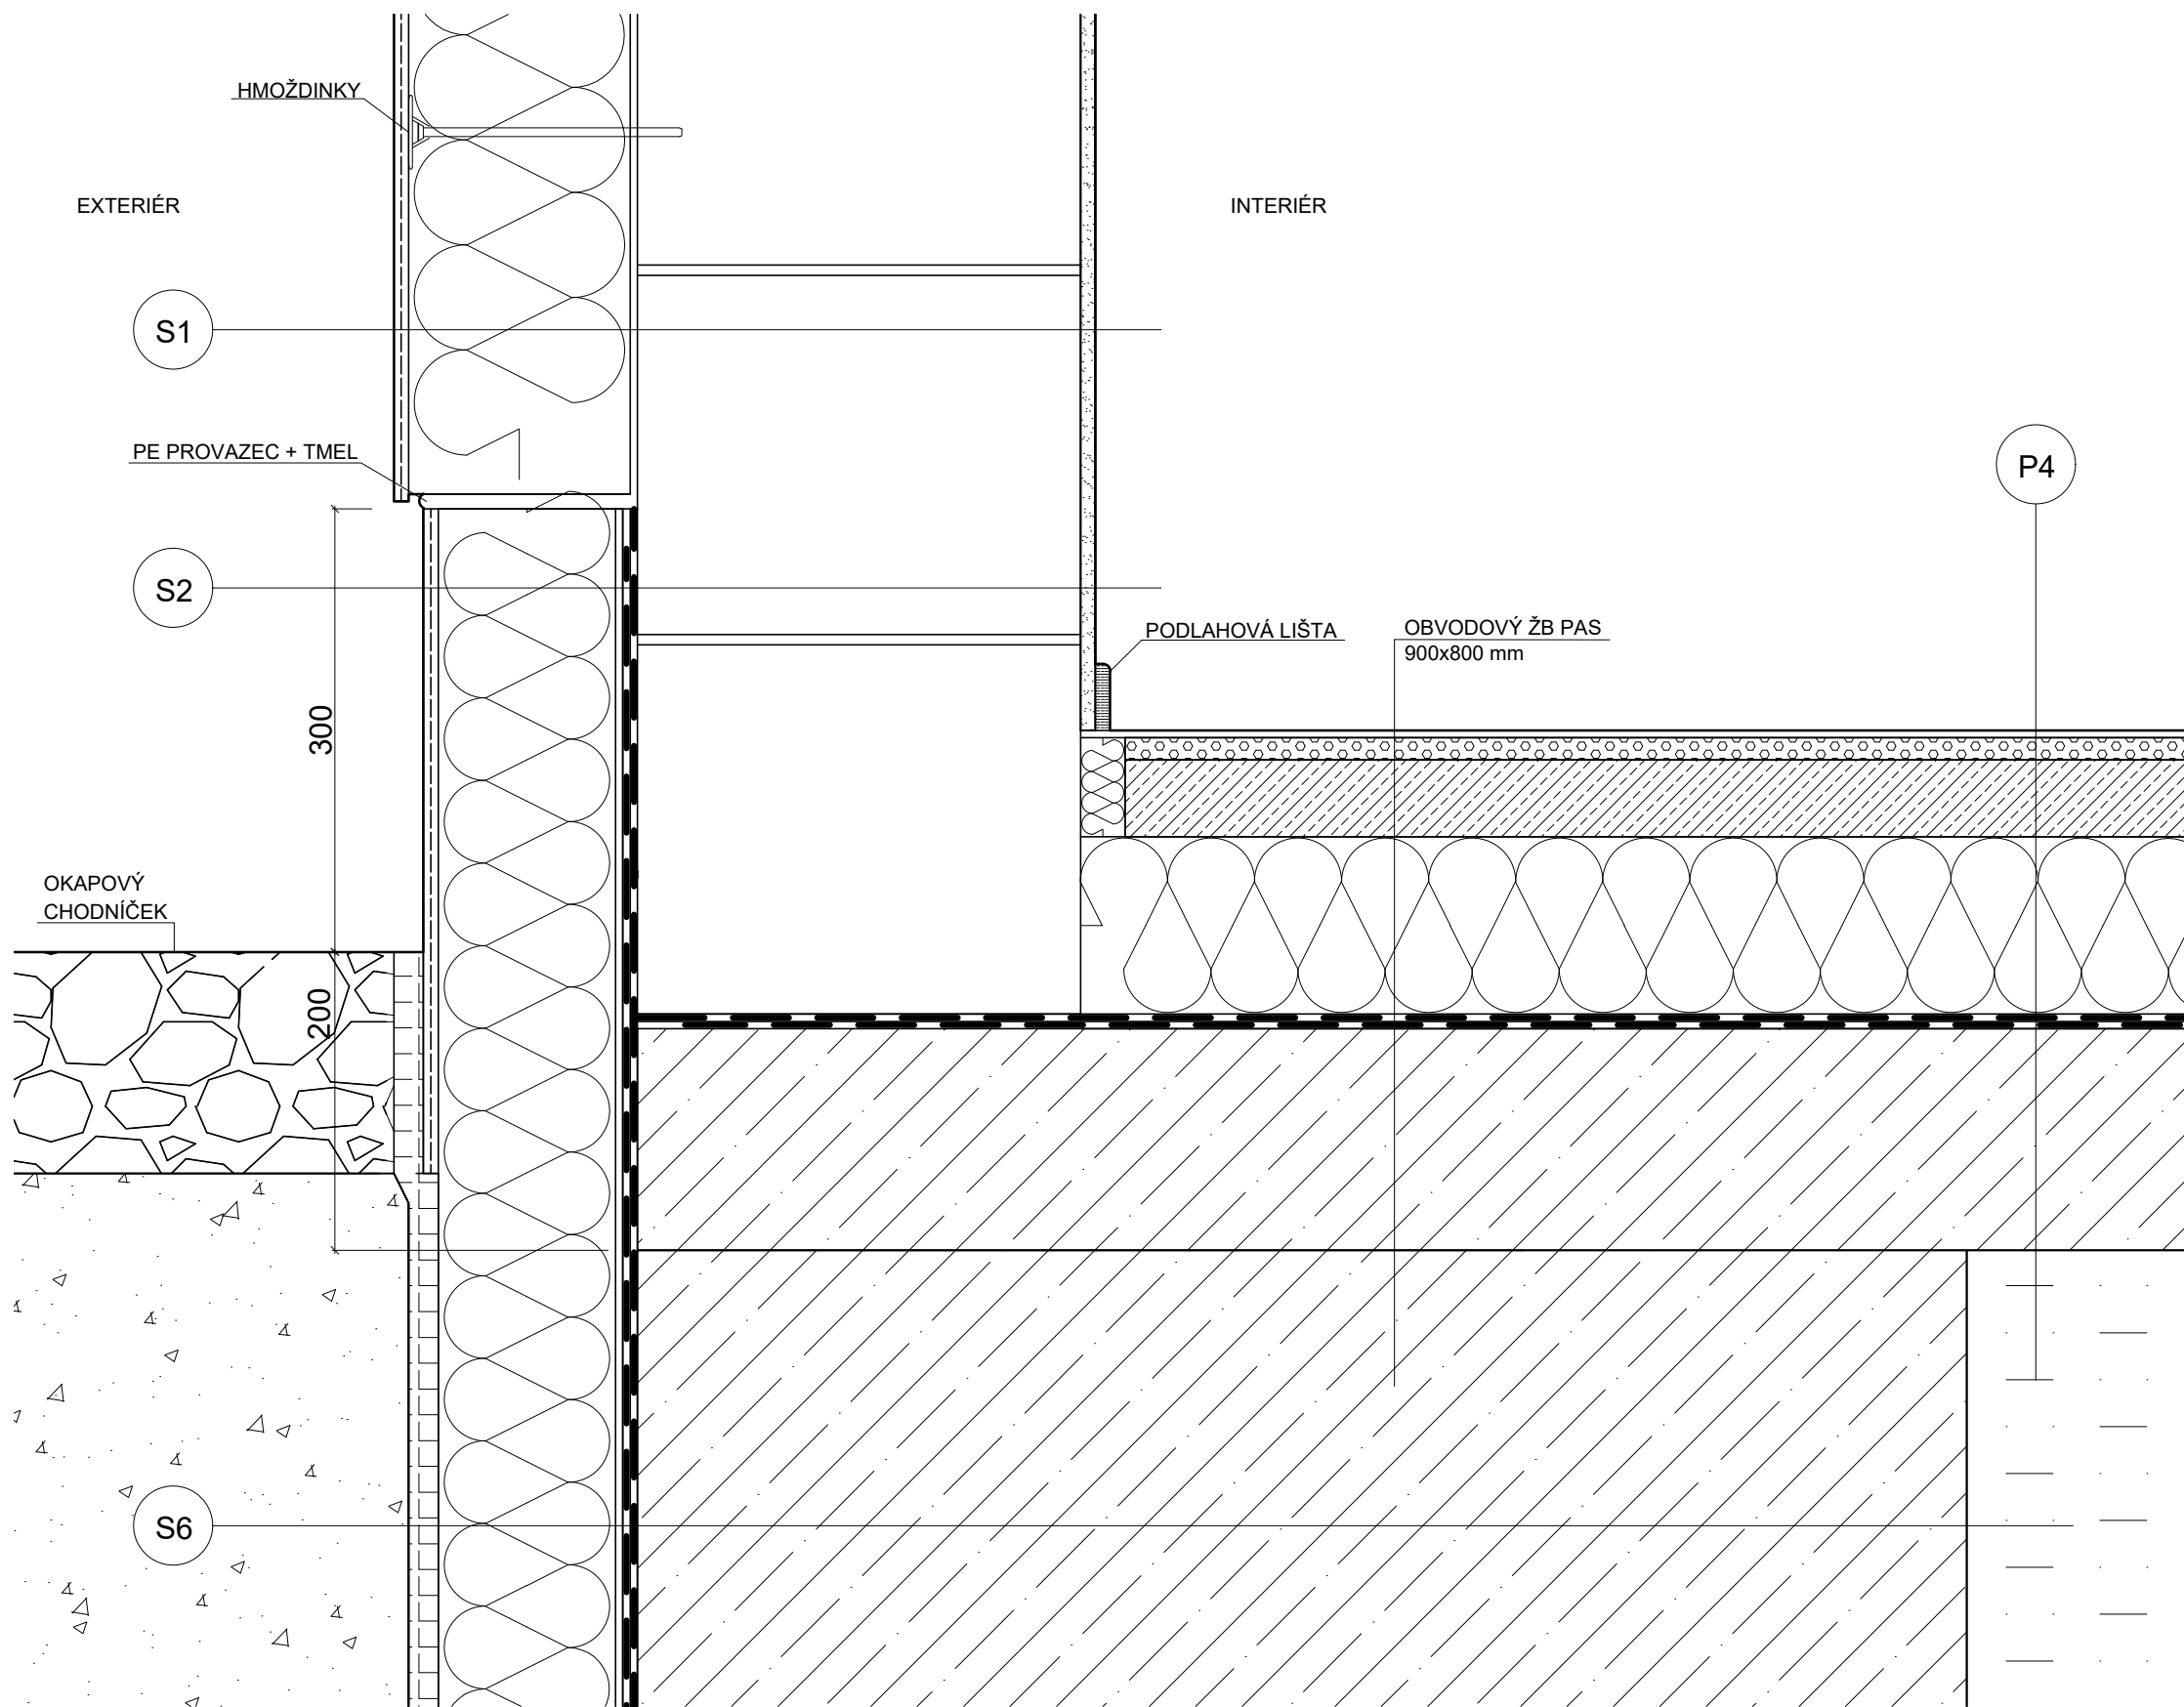 HMOŽDINKY
EXTERIÉR
INTERIÉR
S1
PE PROVAZEC + TMEL
P4
S2
PODLAHOVÁ LIŠTA
OBVODOVÝ ŽB PAS
900x800 mm
300
OKAPOVÝ
CHODNÍČEK
200
S6